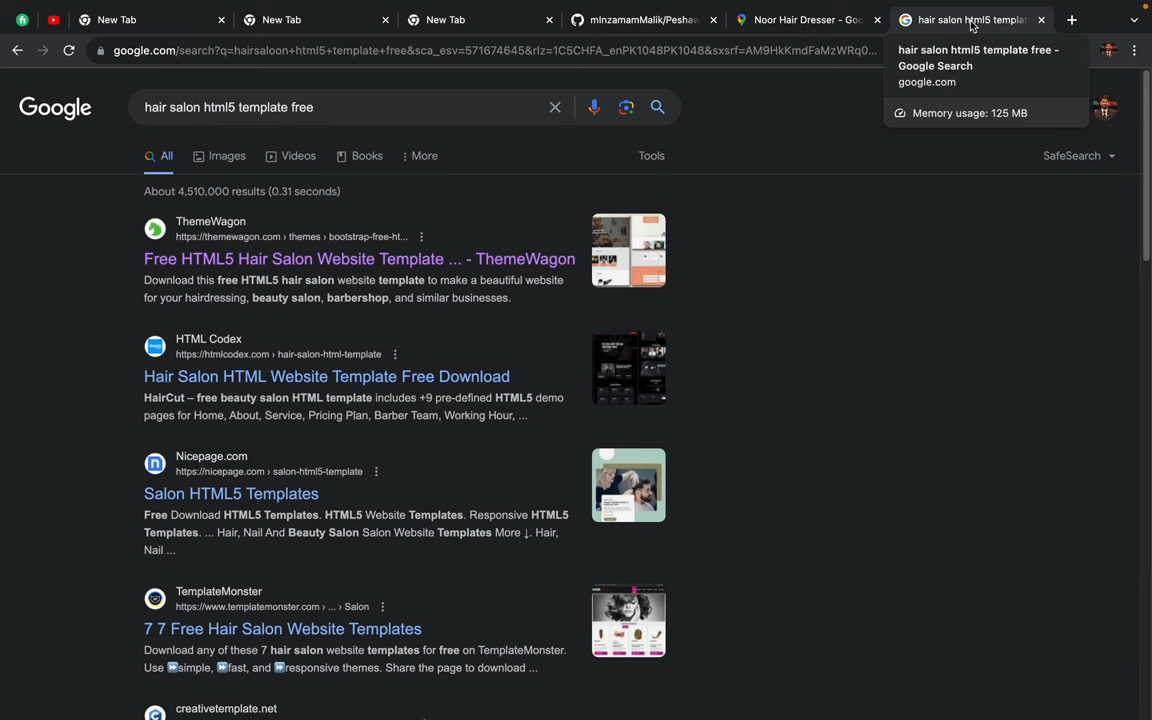 New Tab
New Tab
New Tab
mInzamamMalik/Peshaw
Noor Hair Dresser - Goo
hair salon html5 templat
google.com/search?q=hairsaloon+html5+template+free&sca_esv=571674645&rlz=1C5CHFA_enPK1048PK1048&sxsrf=AM9HkKmdFaMzWRq0...
hair salon html5 template free -
Google Search
google.com
Memory usage: 125 MB
Google
hair salon html5 template free
All
Images
Videos
Books
More
Tools
SafeSearch
About 4,510,000 results (0.31 seconds)
ThemeWagon
https://themewagon.com › themes › bootstrap-free-ht...
Free HTML5 Hair Salon Website Template ... - ThemeWagon
Download this free HTML5 hair salon website template to make a beautiful website
for your hairdressing, beauty salon, barbershop, and similar businesses.
HTML Codex
https://htmlcodex.com › hair-salon-html-template
Hair Salon HTML Website Template Free Download
HairCut – free beauty salon HTML template includes +9 pre-defined HTML5 demo
pages for Home, About, Service, Pricing Plan, Barber Team, Working Hour, ...
Nicepage.com
https://nicepage.com › salon-html5-template
Salon HTML5 Templates
Free Download HTML5 Templates. HTML5 Website Templates. Responsive HTML5
Templates. ... Hair, Nail And Beauty Salon Salon Website Templates More ↓. Hair,
Nail ...
TemplateMonster
https://www.templatemonster.com › ... › Salon
7 7 Free Hair Salon Website Templates
Download any of these 7 hair salon website templates for free on TemplateMonster.
Use ⏩simple, ⏩fast, and ⏩responsive themes. Share the page to download ...
creativetemplate.net